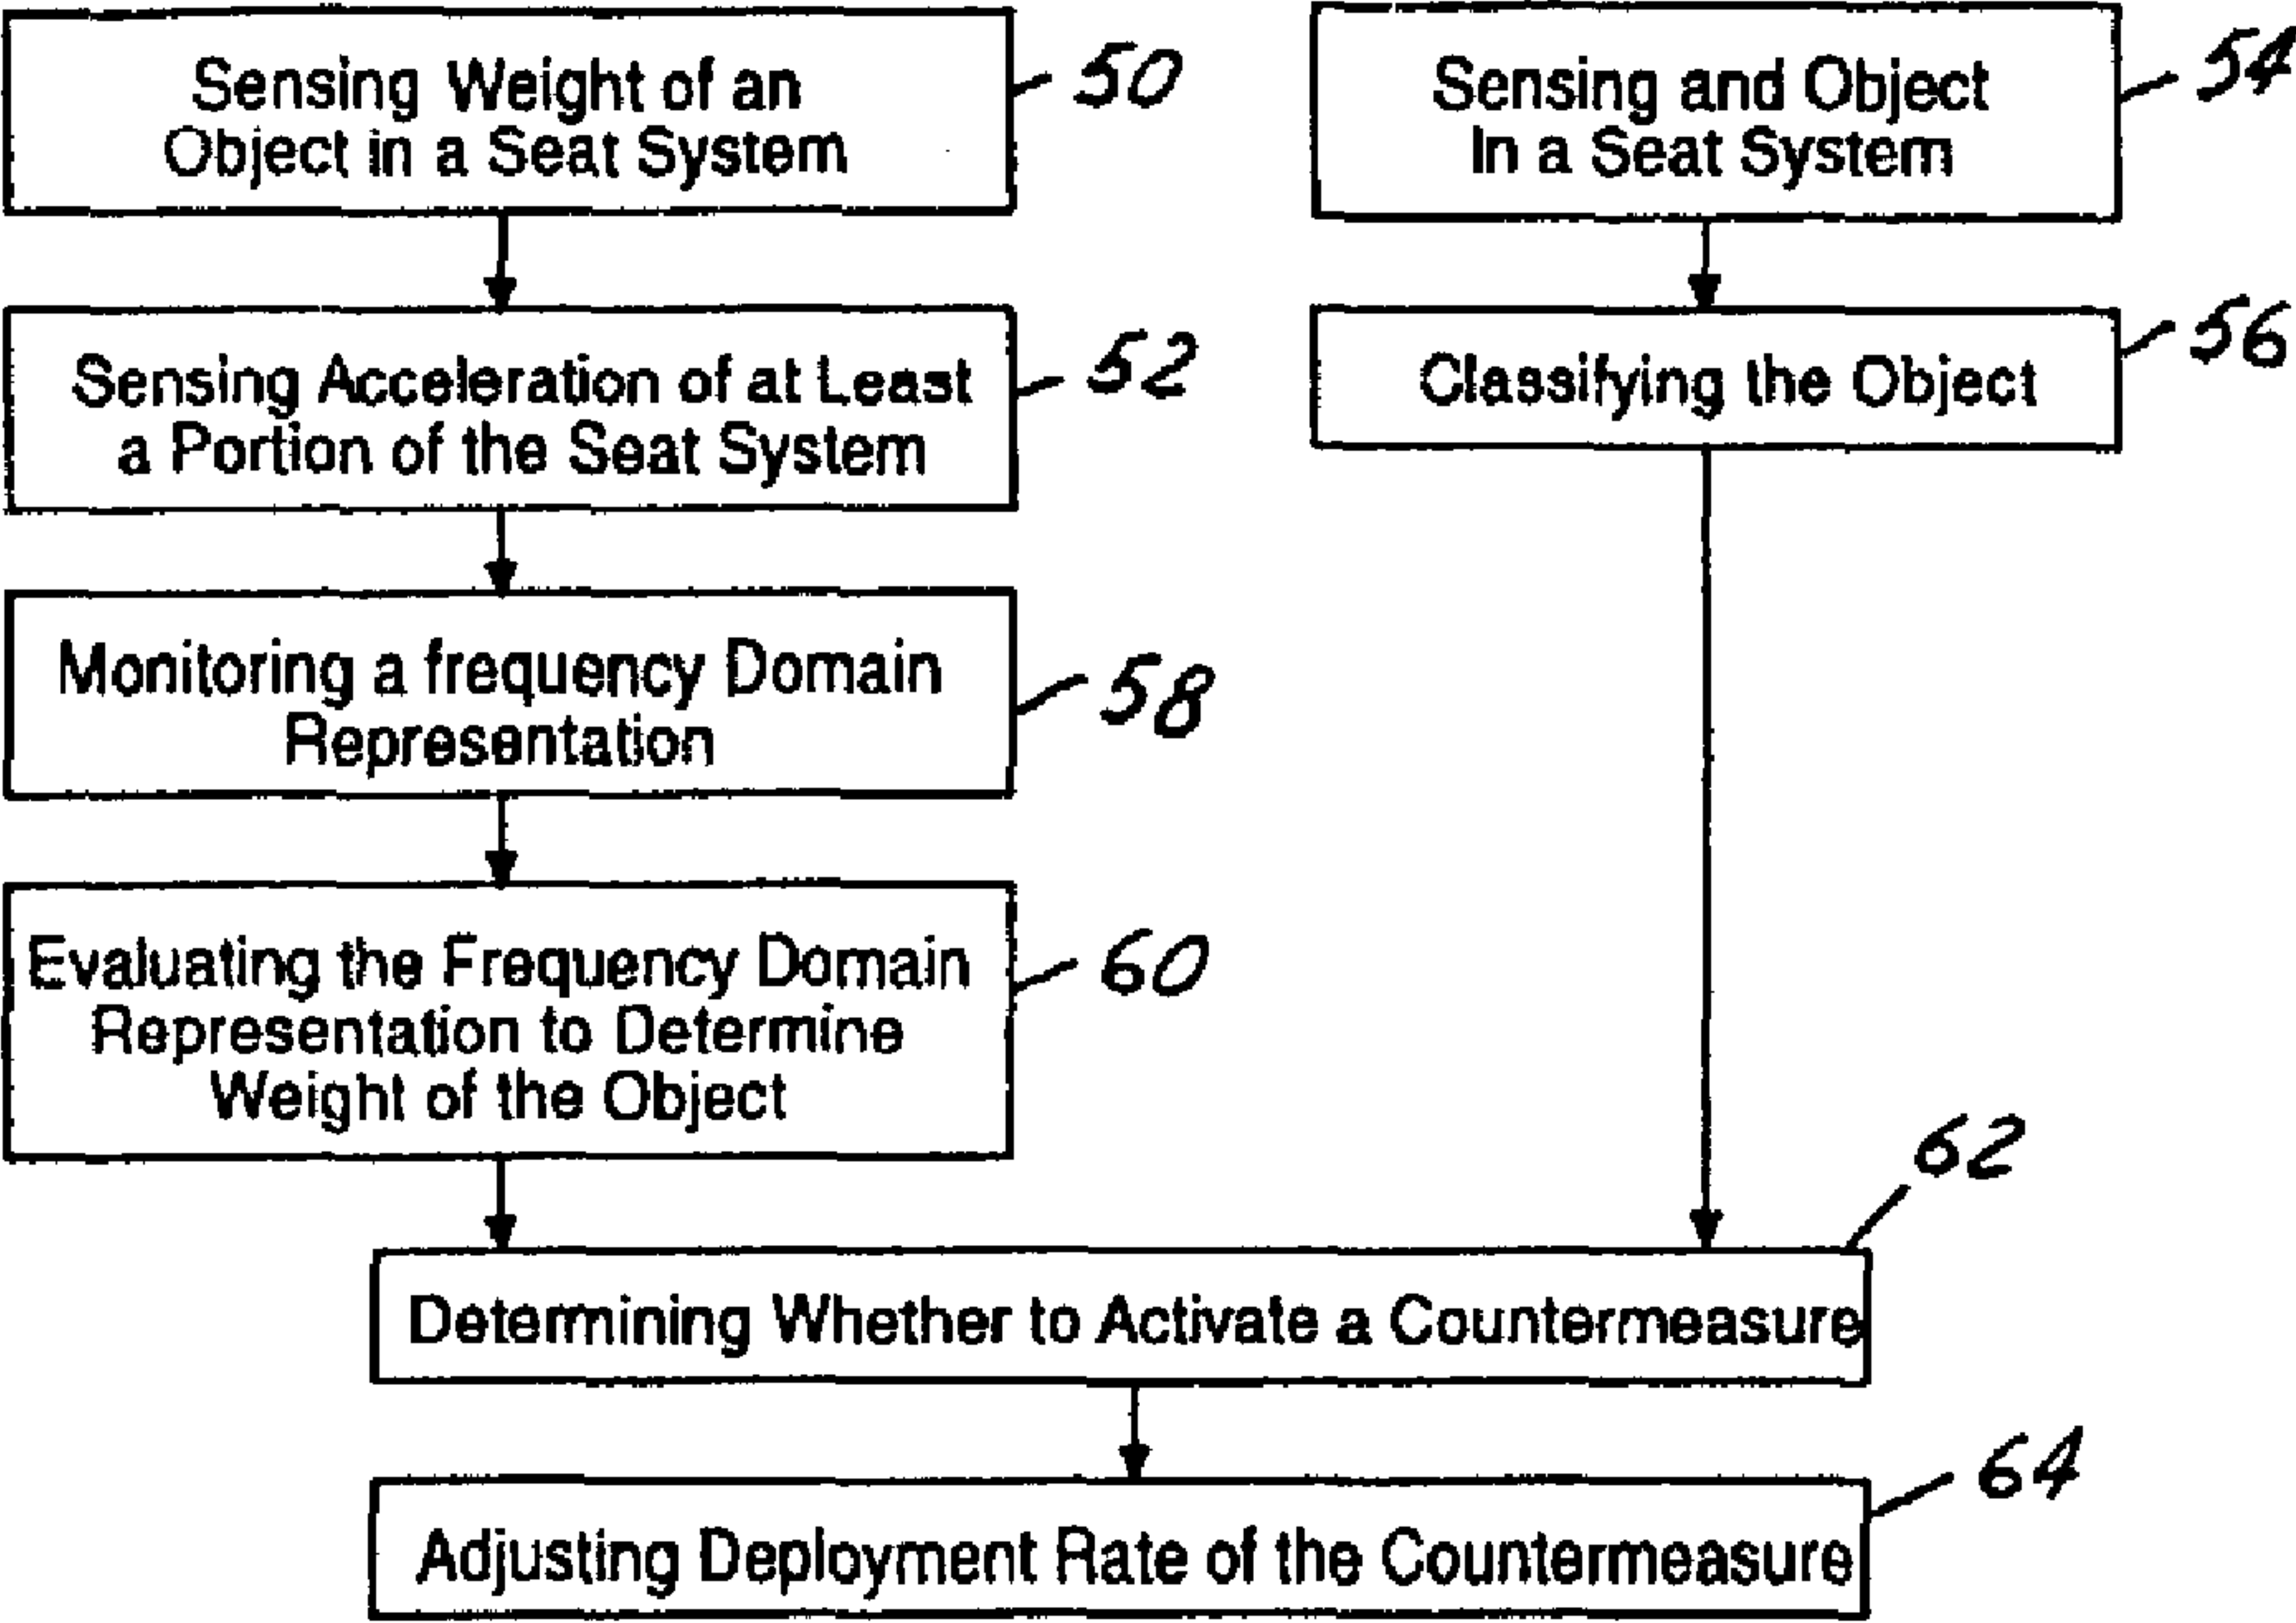 Sensing Weight of an
Object in a Seat System
50
Sensing and Object
In a Seat System
54
Sensing Acceleration of at Least
a Portion of the Seat System
52
Classifying the Object
56
Monitoring a frequency Domain
Representation
58
Evaluating the Frequency Domain
Representation to Determine
Weight of the Object
60
62
Determining Whether to Activate a Countermeasure
Adjusting Deployment Rate of the Countermeasure
64